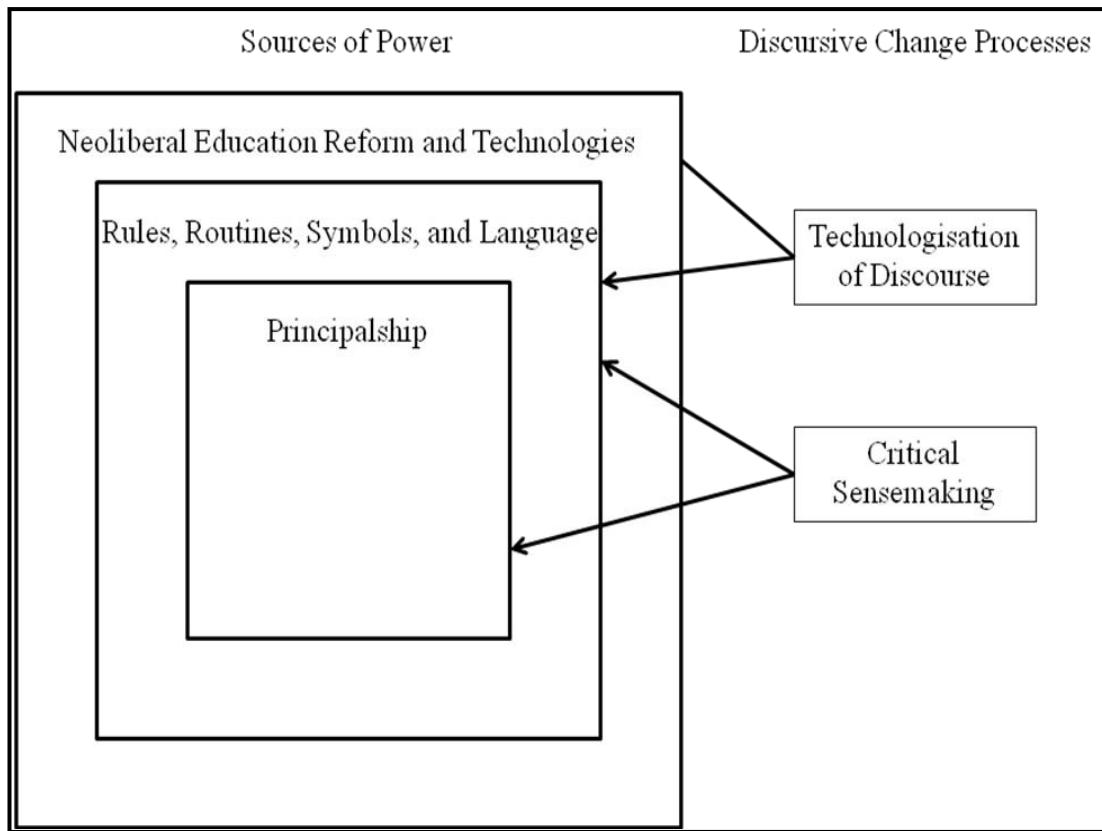 Sources of Power
Discursive Change Processes
Neoliberal Education Reform and Technologies
Rules, Routines, Symbols, and Language
Principalship
Technologisation
of Discourse
Critical
Sensemaking